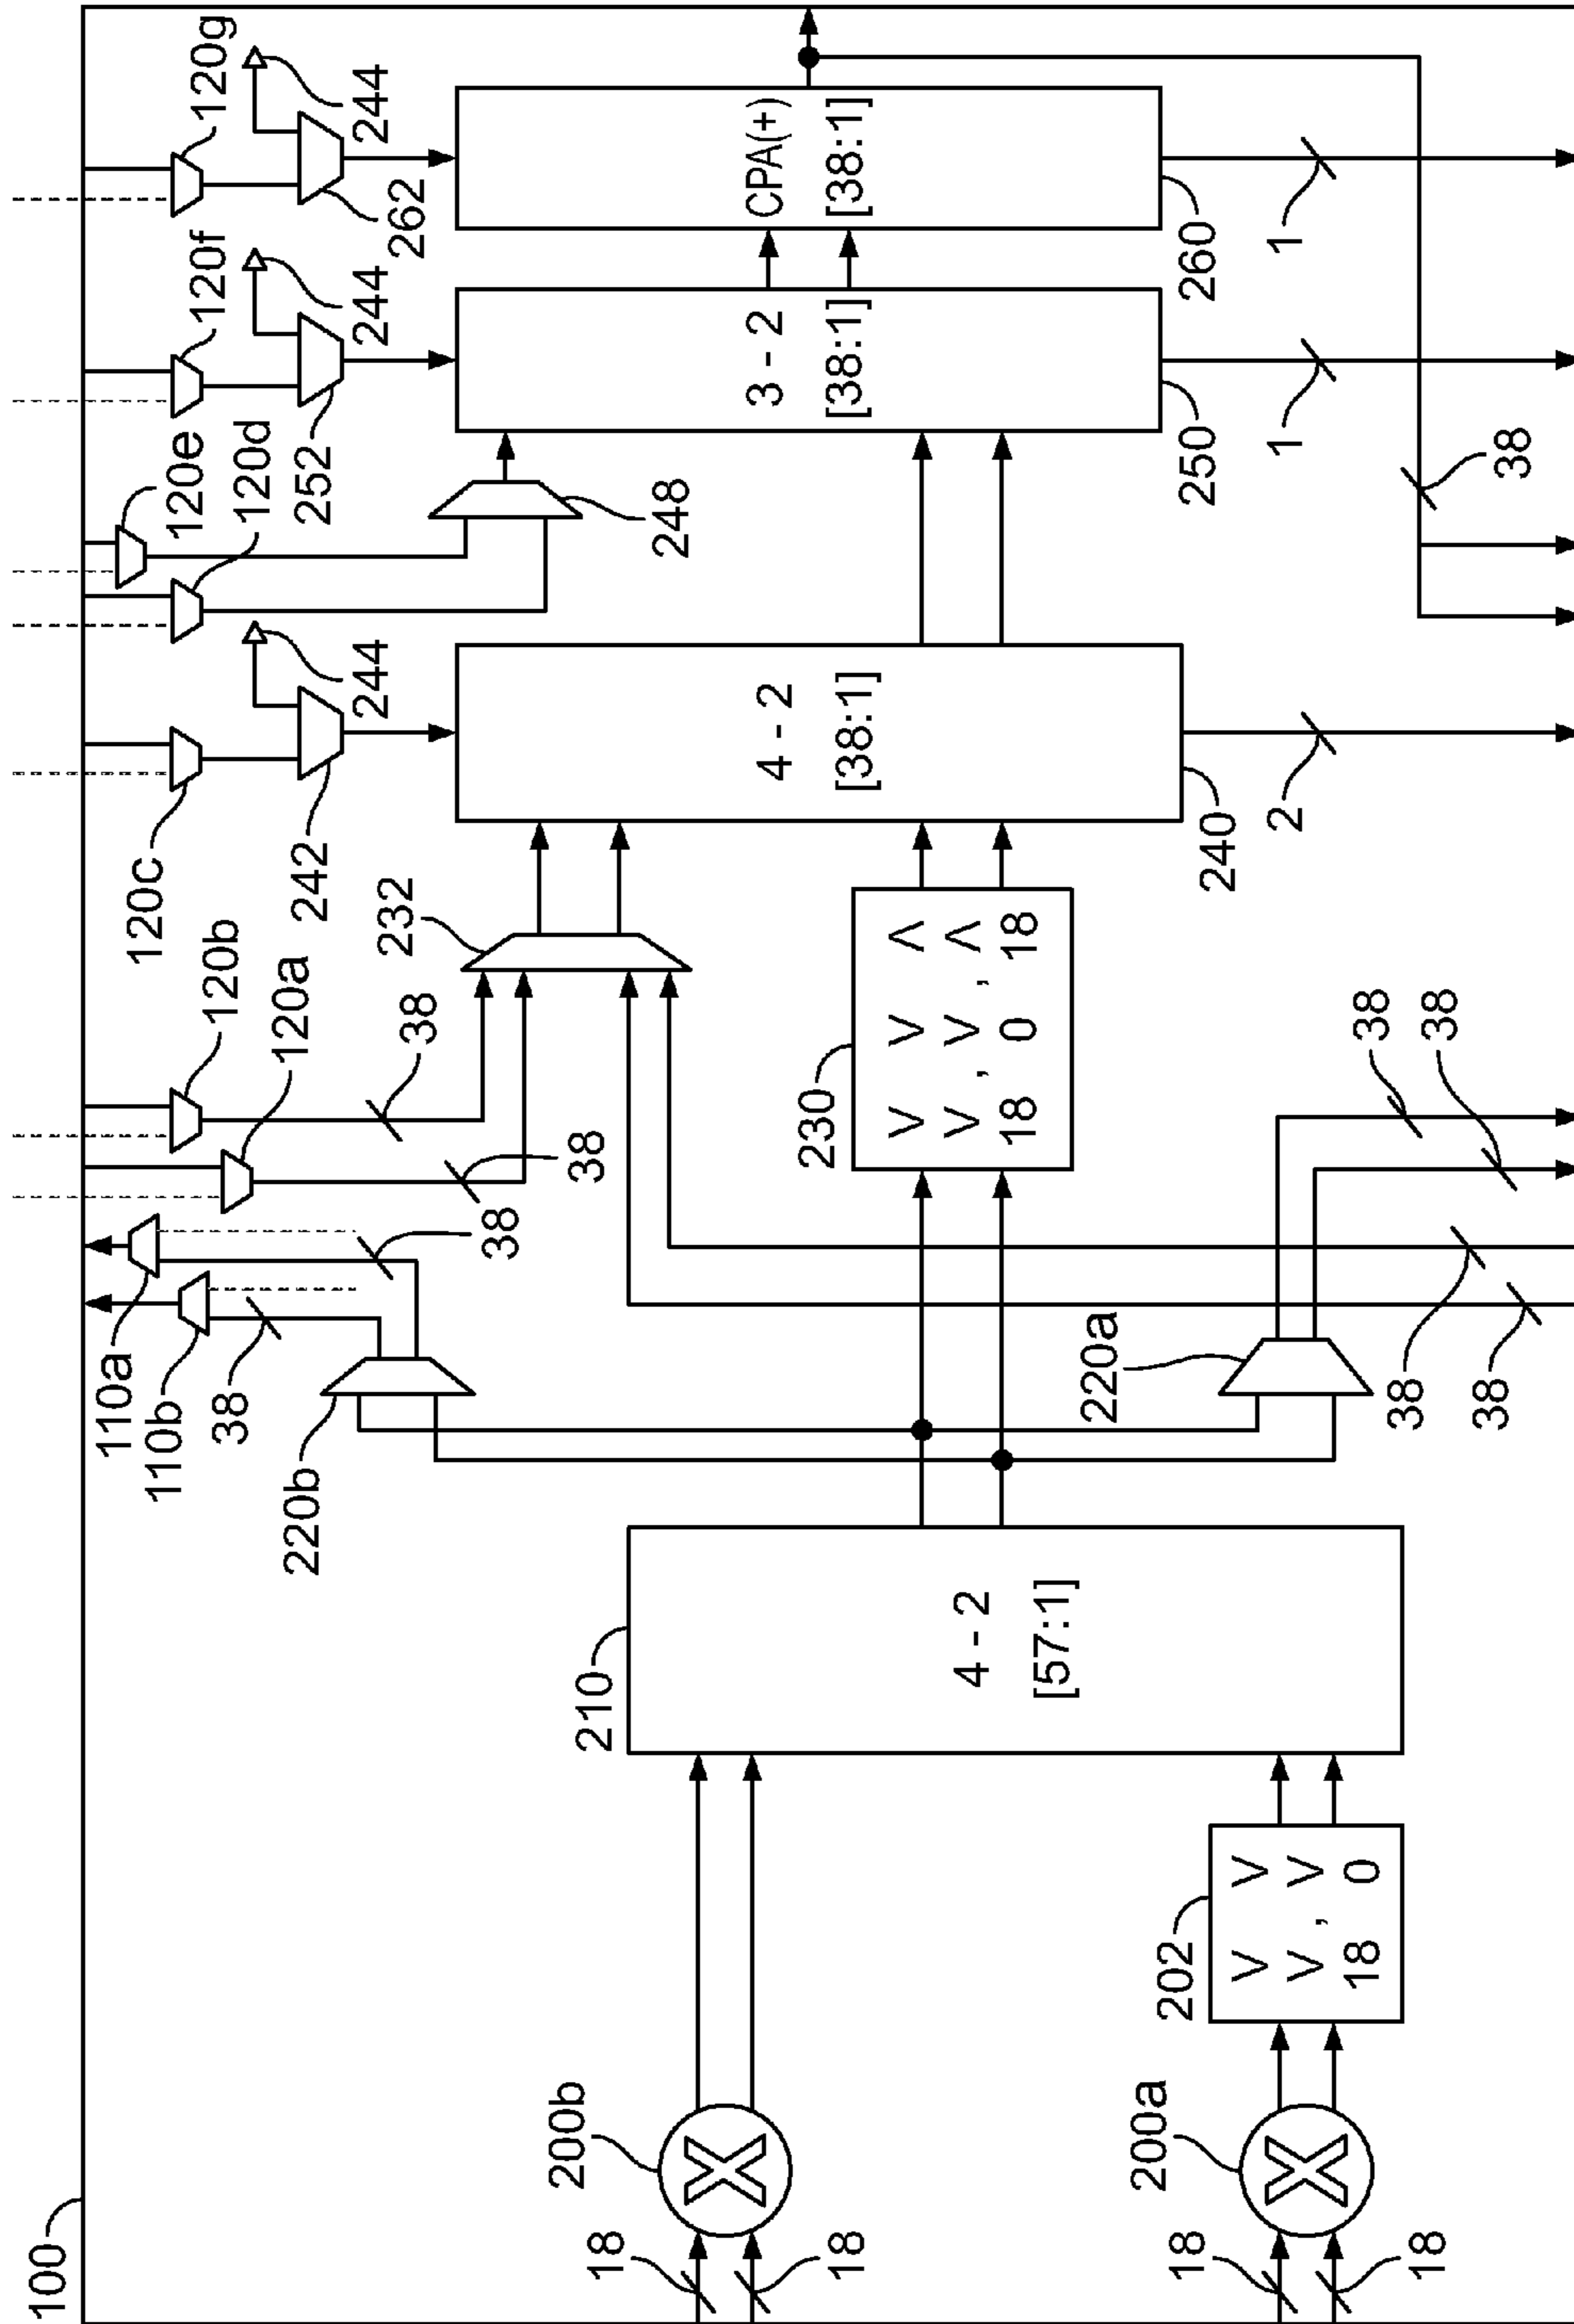 100
18
18
200b
18
18
200a
202
V V
V , V
18 0
210
4 - 2
[57:1]
220b
110b
110a
38
38
220a
38
38
38
38
120a
120b
38
38
230
V V Λ
V , V , Λ
18 0 18
232
120c
242
244
4 - 2
[38:1]
240
2
120d
120e
248
252
120f
244
3 - 2
[38:1]
250
1
38
120g
262
244
CPA(+)
[38:1]
260
1